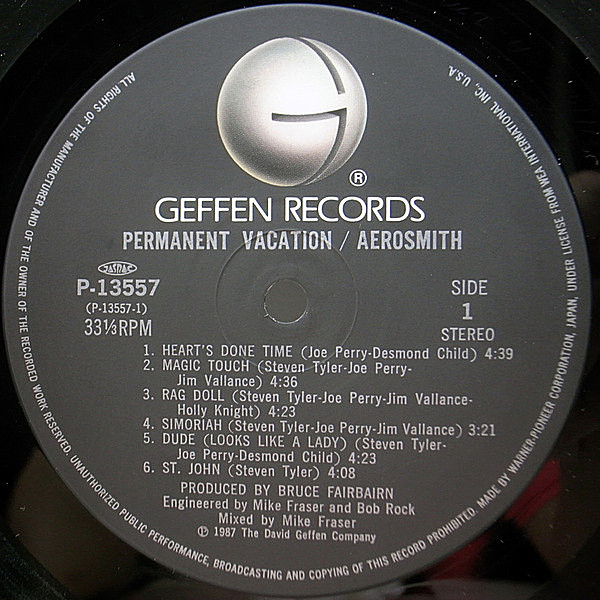 ®
GEFFEN RECORDS
PERMANENT VACATION / AEROSMITH
JASRAC
P-13557
(P-13557-1)
33⅓RPM
SIDE
1
STEREO
1. HEART'S DONE TIME (Joe Perry-Desmond Child) 4:39
2. MAGIC TOUCH (Steven Tyler-Joe Perry-
Jim Vallance) 4:36
3. RAG DOLL (Steven Tyler-Joe Perry-Jim Vallance-
Holly Knight) 4:23
4. SIMORIAH (Steven Tyler-Joe Perry-Jim Vallance) 3:21
5. DUDE (LOOKS LIKE A LADY) (Steven Tyler-
Joe Perry-Desmond Child) 4:23
6. ST. JOHN (Steven Tyler) 4:08
PRODUCED BY BRUCE FAIRBAIRN
Engineered by Mike Fraser and Bob Rock
Mixed by Mike Fraser
℗ 1987 The David Geffen Company
ALL RIGHTS OF THE MANUFACTURER AND OF THE OWNER OF THE RECORDED WORK RESERVED. UNAUTHORIZED PUBLIC PERFORMANCE, BROADCASTING AND COPYING OF THIS RECORD PROHIBITED. MADE BY WARNER-PIONEER CORPORATION, JAPAN, UNDER LICENSE FROM WEA INTERNATIONAL INC., U.S.A.